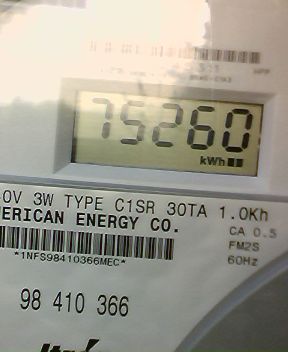 75260
kWh
0V 3W TYPE C1SR 30TA 1.0Kh
ERICAN ENERGY CO.
CA 0.5
FM2S
*1NFS98410366MEC*
60Hz
98 410 366